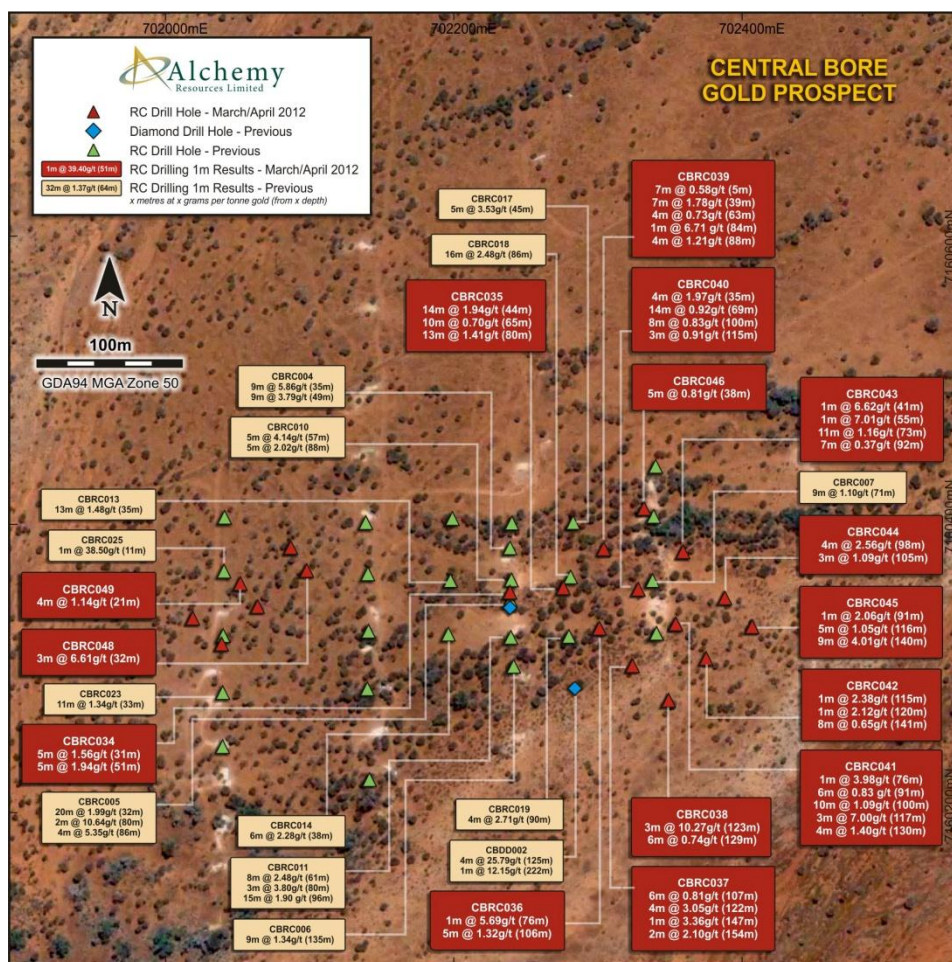 702000mE
702200mE
702400mE
Alchemy
Resources Limited
RC Drill Hole - March/April 2012
Diamond Drill Hole - Previous
RC Drill Hole - Previous
1m @ 39.40g/t (51m)
RC Drilling 1m Results - March/April 2012
32m @ 1.37g/t (64m)
RC Drilling 1m Results - Previous
x metres at x grams per tonne gold (from x depth)
CENTRAL BORE
GOLD PROSPECT
N
100m
GDA94 MGA Zone 50
CBRC017
5m @ 3.53g/t (45m)
CBRC018
16m @ 2.48g/t (86m)
CBRC035
14m @ 1.94g/t (44m)
10m @ 0.70g/t (65m)
13m @ 1.41g/t (80m)
CBRC039
7m @ 0.58g/t (5m)
7m @ 1.78g/t (39m)
4m @ 0.73g/t (63m)
1m @ 6.71 g/t (84m)
4m @ 1.21g/t (88m)
CBRC040
4m @ 1.97g/t (35m)
14m @ 0.92g/t (69m)
8m @ 0.83g/t (100m)
3m @ 0.91g/t (115m)
CBRC046
5m @ 0.81g/t (38m)
CBRC043
1m @ 6.62g/t (41m)
1m @ 7.01g/t (55m)
11m @ 1.16g/t (73m)
7m @ 0.37g/t (92m)
CBRC004
9m @ 5.86g/t (35m)
9m @ 3.79g/t (49m)
CBRC010
5m @ 4.14g/t (57m)
5m @ 2.02g/t (88m)
CBRC007
9m @ 1.10g/t (71m)
CBRC013
13m @ 1.48g/t (35m)
CBRC025
1m @ 38.50g/t (11m)
CBRC044
4m @ 2.56g/t (98m)
3m @ 1.09g/t (105m)
CBRC049
4m @ 1.14g/t (21m)
CBRC045
1m @ 2.06g/t (91m)
5m @ 1.05g/t (116m)
9m @ 4.01g/t (140m)
CBRC048
3m @ 6.61g/t (32m)
CBRC023
11m @ 1.34g/t (33m)
CBRC042
1m @ 2.38g/t (115m)
1m @ 2.12g/t (120m)
8m @ 0.65g/t (141m)
CBRC034
5m @ 1.56g/t (31m)
5m @ 1.94g/t (51m)
CBRC041
1m @ 3.98g/t (76m)
6m @ 0.83 g/t (91m)
10m @ 1.09g/t (100m)
3m @ 7.00g/t (117m)
4m @ 1.40g/t (130m)
CBRC005
20m @ 1.99g/t (32m)
2m @ 10.64g/t (80m)
4m @ 5.35g/t (86m)
CBRC014
6m @ 2.28g/t (38m)
CBRC019
4m @ 2.71g/t (90m)
CBRC038
3m @ 10.27g/t (123m)
6m @ 0.74g/t (129m)
CBRC011
8m @ 2.48g/t (61m)
3m @ 3.80g/t (80m)
15m @ 1.90 g/t (96m)
CBDD002
4m @ 25.79g/t (125m)
1m @ 12.15g/t (222m)
CBRC037
6m @ 0.81g/t (107m)
4m @ 3.05g/t (122m)
1m @ 3.36g/t (147m)
2m @ 2.10g/t (154m)
CBRC036
1m @ 5.69g/t (76m)
5m @ 1.32g/t (106m)
CBRC006
9m @ 1.34g/t (135m)